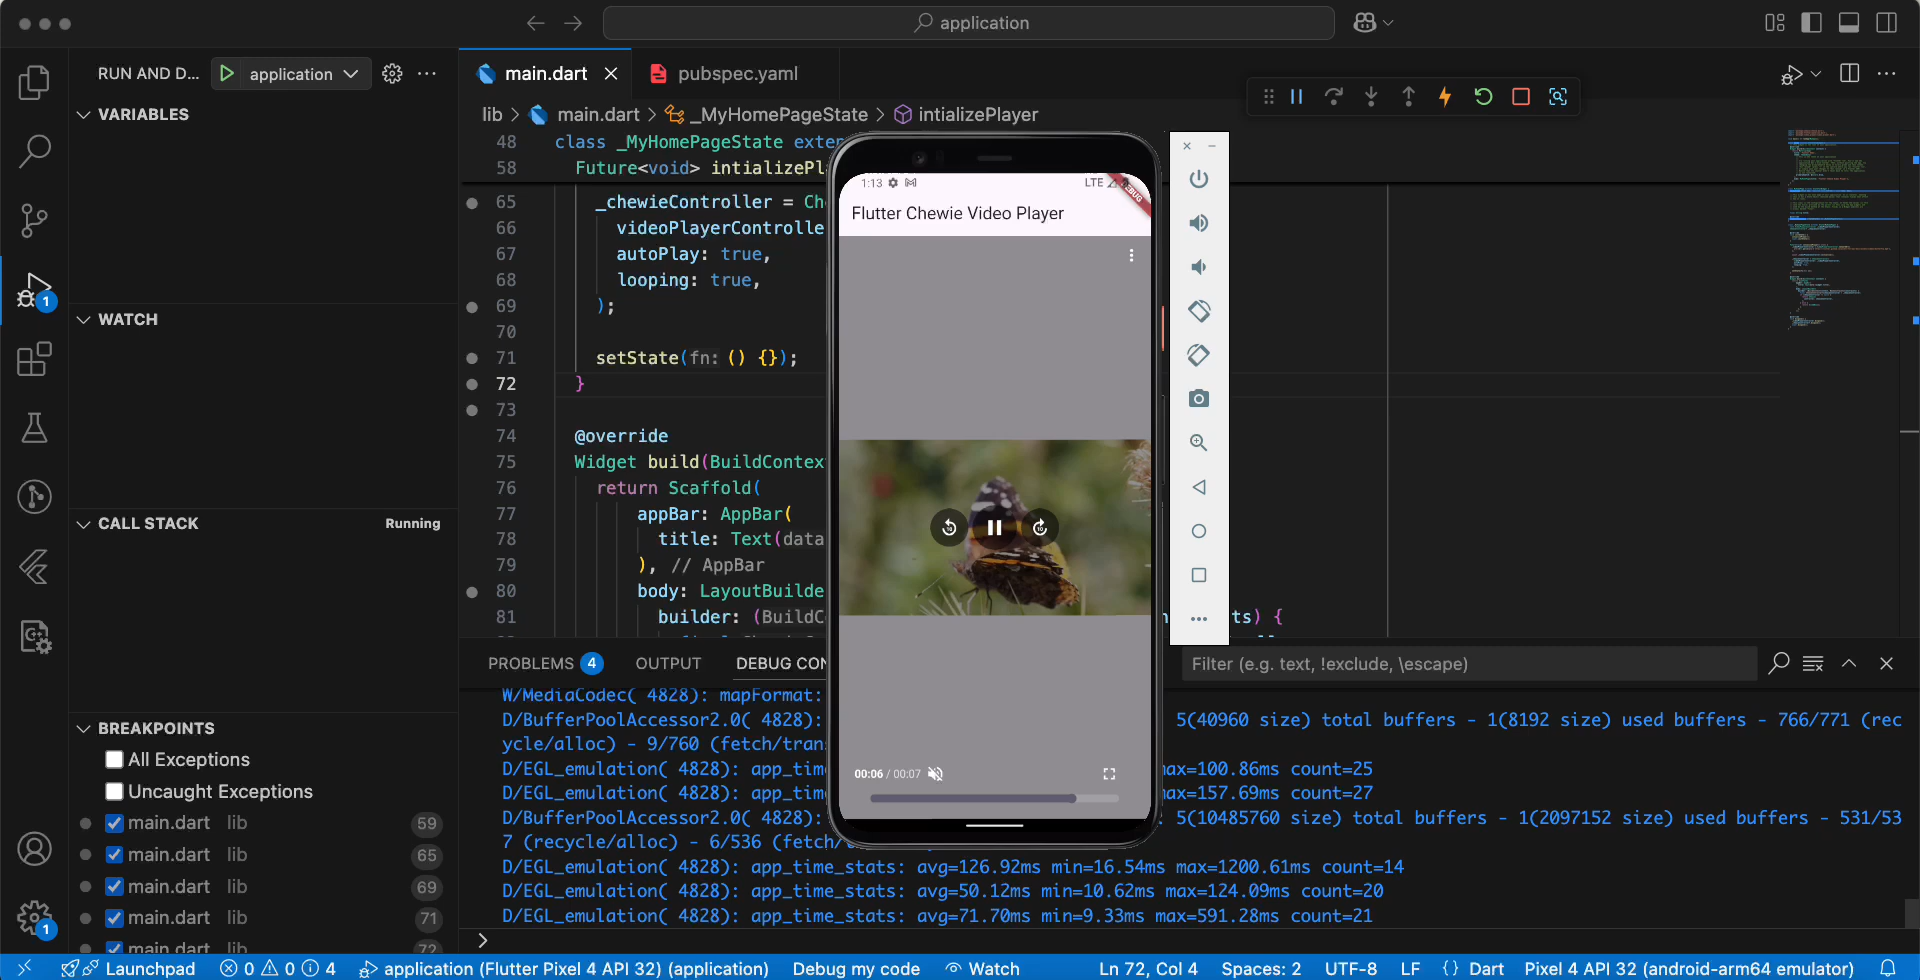 application
RUN AND D...
application
main.dart
pubspec.yaml
lib > main.dart > _MyHomePageState > intializePlayer
VARIABLES
WATCH
CALL STACK
Running
BREAKPOINTS
All Exceptions
Uncaught Exceptions
main.dart lib 59
main.dart lib 65
main.dart lib 69
main.dart lib 71
main.dart lib 72
1
1
48 class _MyHomePageState exten
58 Future<void> intializePl
65 _chewieController = Ch
66 videoPlayerControlle
67 autoPlay: true,
68 looping: true,
69 );
70
71 setState(fn: () {});
72 }
73
74 @override
75 Widget build(BuildContex
76 return Scaffold(
77 appBar: AppBar(
78 title: Text(data
79 ), // AppBar
80 body: LayoutBuilde
81 builder: (BuildC
ts) {
1:13
LTE
DEBUG
Flutter Chewie Video Player
10
10
00:06 / 00:07
PROBLEMS 4
OUTPUT
DEBUG CON
Filter (e.g. text, !exclude, \escape)
W/MediaCodec( 4828): mapFormat:
D/BufferPoolAccessor2.0( 4828): 5(40960 size) total buffers - 1(8192 size) used buffers - 766/771 (rec
ycle/alloc) - 9/760 (fetch/tran
D/EGL_emulation( 4828): app_time max=100.86ms count=25
D/EGL_emulation( 4828): app_time max=157.69ms count=27
D/BufferPoolAccessor2.0( 4828): 5(10485760 size) total buffers - 1(2097152 size) used buffers - 531/53
7 (recycle/alloc) - 6/536 (fetch/
D/EGL_emulation( 4828): app_time_stats: avg=126.92ms min=16.54ms max=1200.61ms count=14
D/EGL_emulation( 4828): app_time_stats: avg=50.12ms min=10.62ms max=124.09ms count=20
D/EGL_emulation( 4828): app_time_stats: avg=71.70ms min=9.33ms max=591.28ms count=21
>
Launchpad
0 0 4
application (Flutter Pixel 4 API 32) (application)
Debug my code
Watch
Ln 72, Col 4
Spaces: 2
UTF-8
LF
{} Dart
Pixel 4 API 32 (android-arm64 emulator)